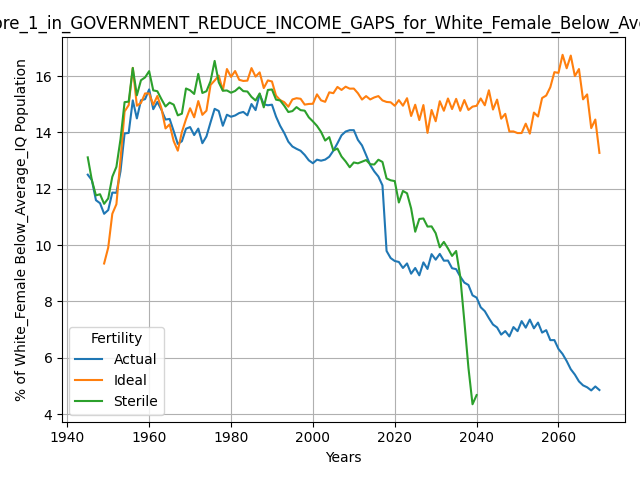 ore_1_in_GOVERNMENT_REDUCE_INCOME_GAPS_for_White_Female_Below_Ave
% of White_Female Below_Average_IQ Population
16
14
12
10
8
6
4
Fertility
Actual
Ideal
Sterile
1940 1960 1980 2000 2020 2040 2060
Years